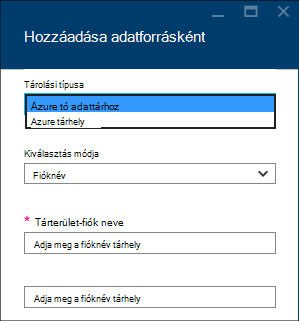 Hozzáadása adatforrásként
Tárolási típusa
Azure tó adattárhoz
Azure tárhely
Kiválasztás módja
Fióknév
* Tárterület-fiók neve
Adja meg a fióknév tárhely
Adja meg a fióknév tárhely